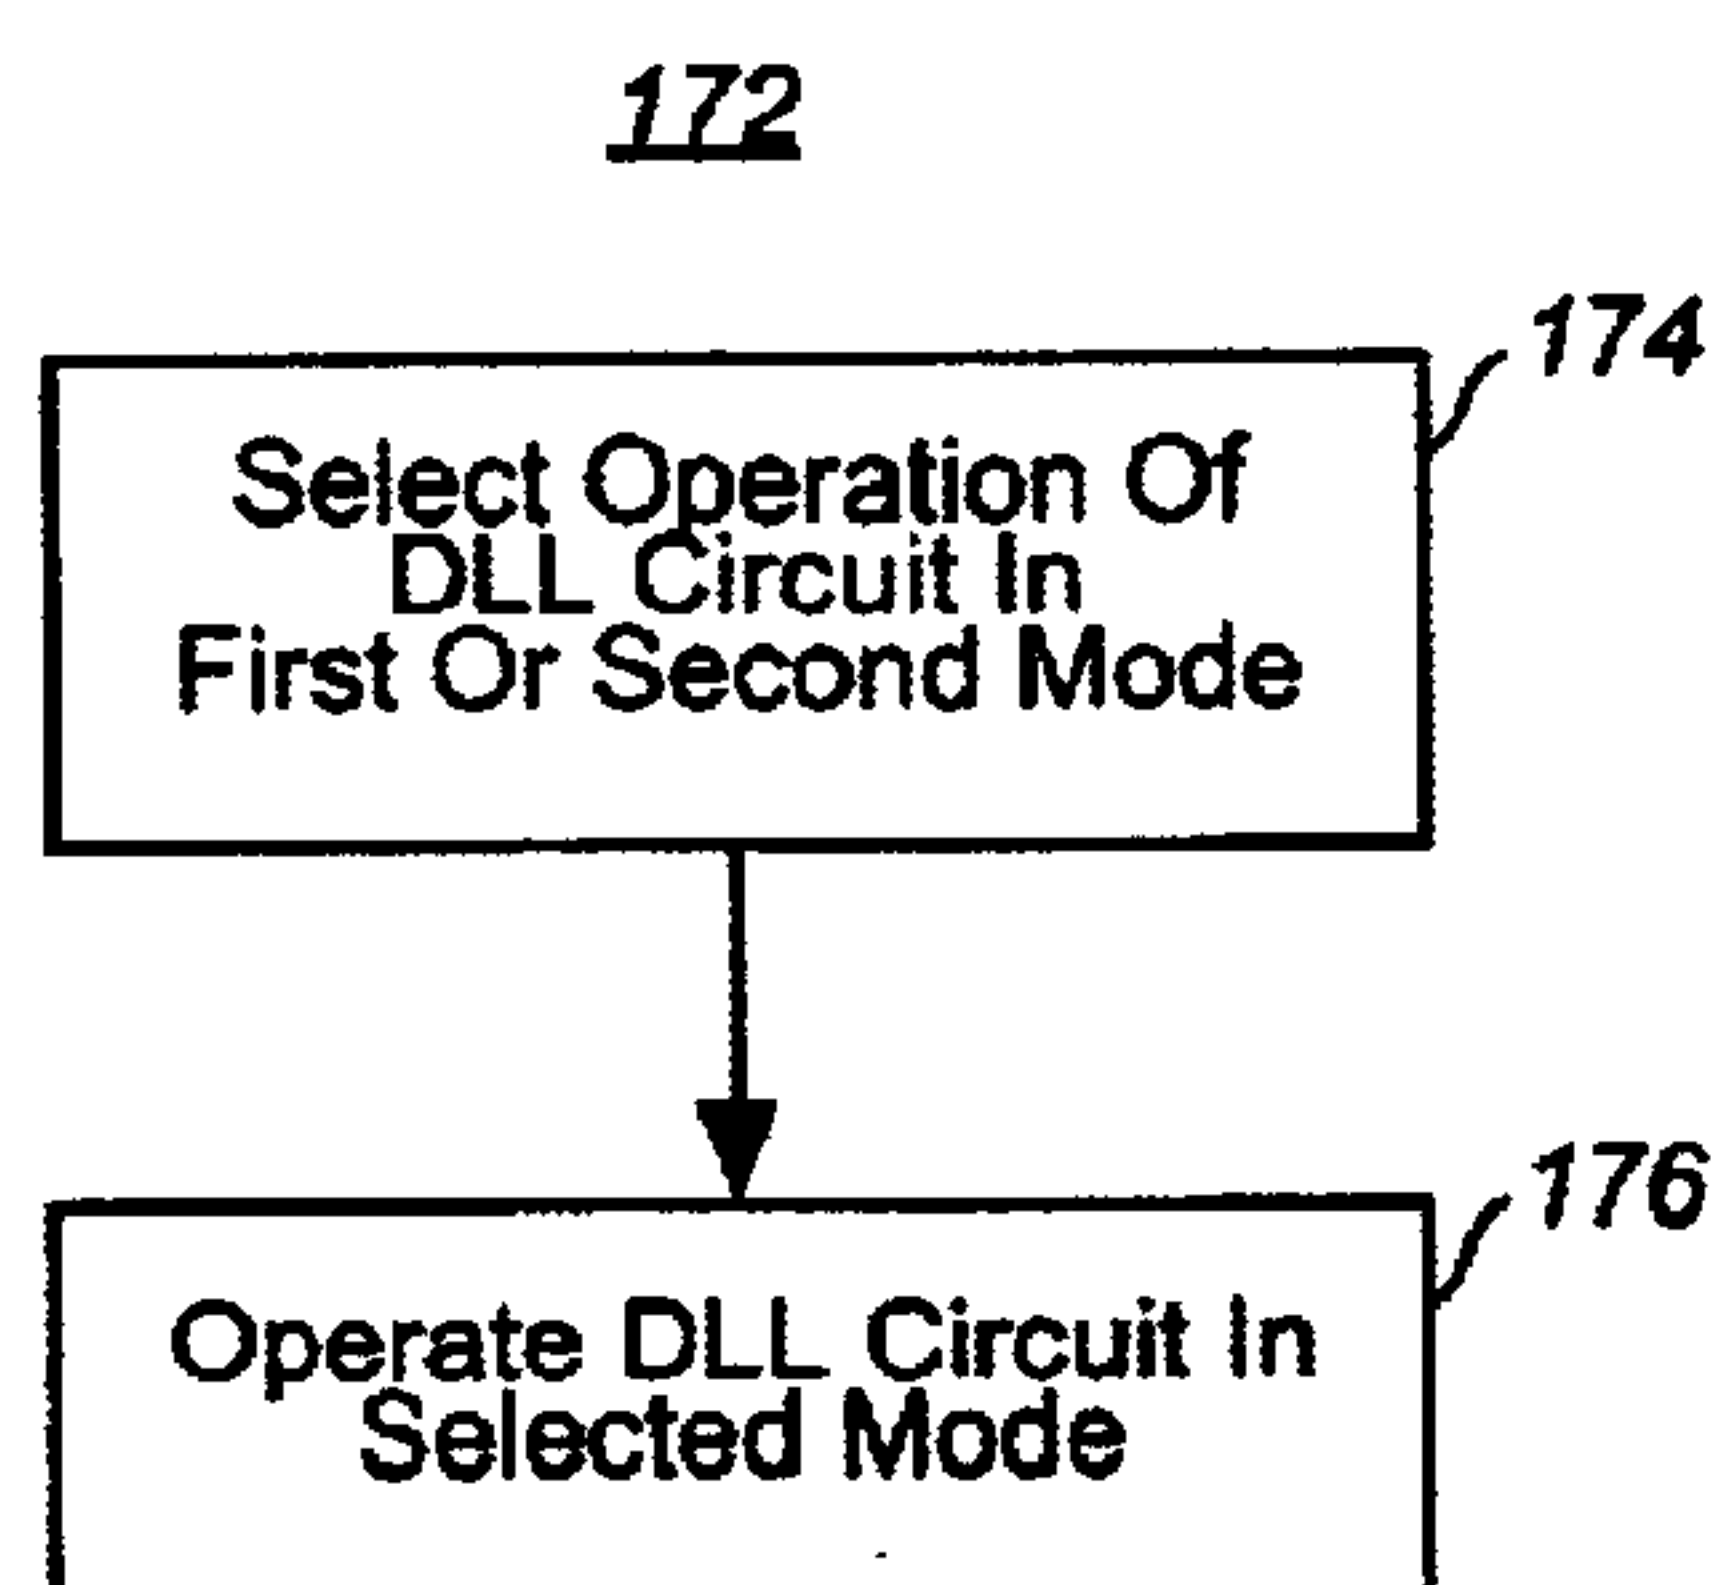 172
174
Select Operation Of
DLL Circuit In
First Or Second Mode
176
Operate DLL Circuit In
Selected Mode